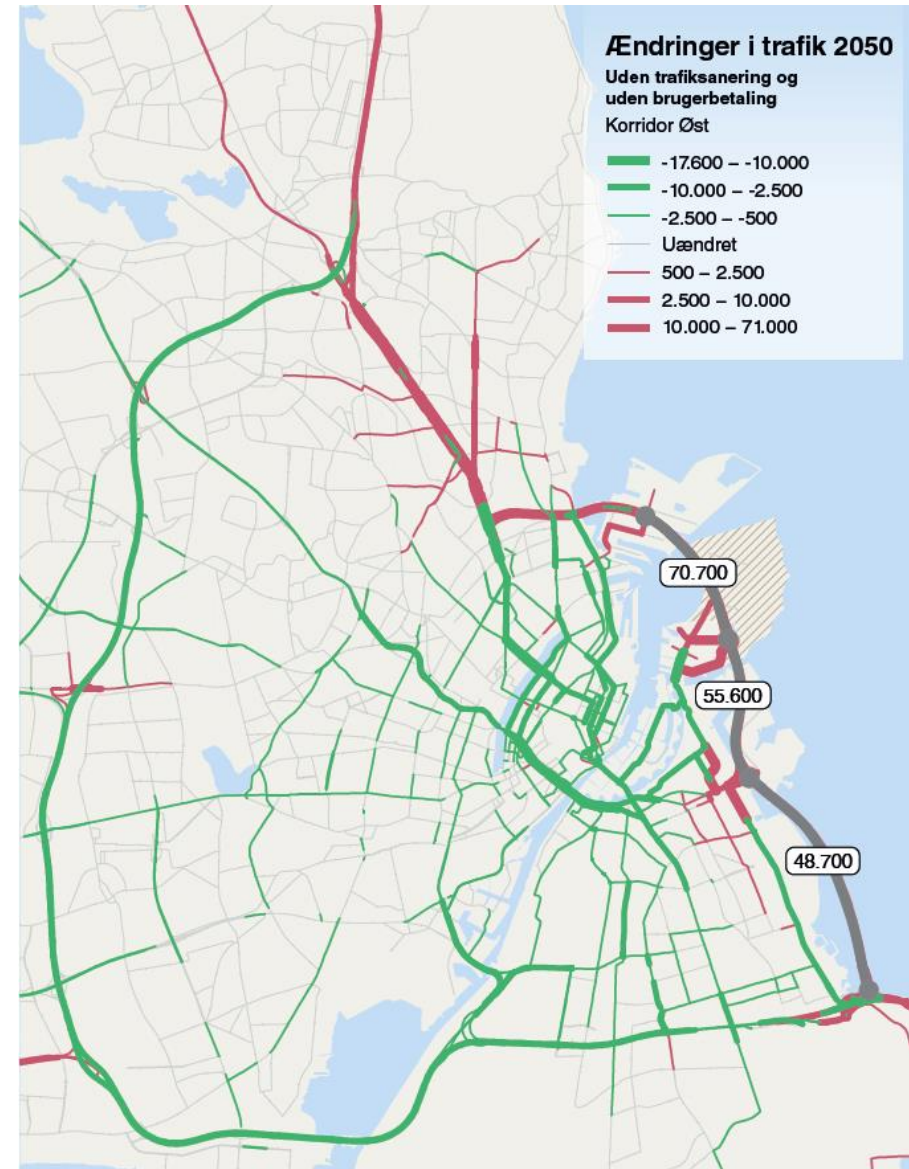 Ændringer i trafik 2050
Uden trafiksanering og
uden brugerbetaling
Korridor Øst
-17.600 – -10.000
-10.000 – -2.500
-2.500 – -500
Uændret
500 – 2.500
2.500 – 10.000
10.000 – 71.000
70.700
55.600
48.700